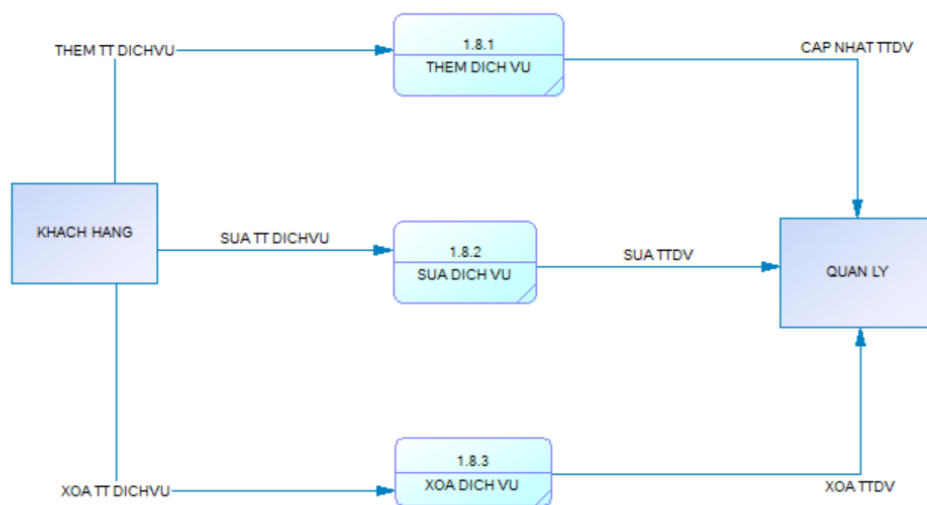 1.8.1
THEM TT DICHVU
THEM DICH VU
CAP NHAT TTDV
KHACH HANG
SUA TT DICHVU
1.8.2
SUA DICH VU
SUA TTDV
QUAN LY
1.8.3
XOA TT DICHVU
XOA DICH VU
XOA TTDV